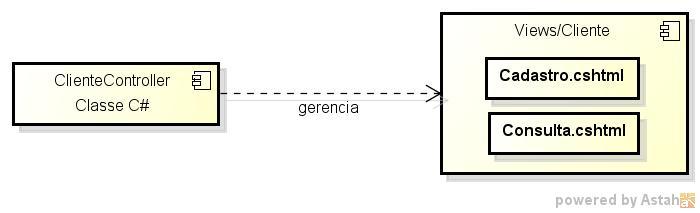 Views/Cliente
ClienteController
Classe C#
Cadastro.cshtml
gerencia
Consulta.cshtml
powered by Astah